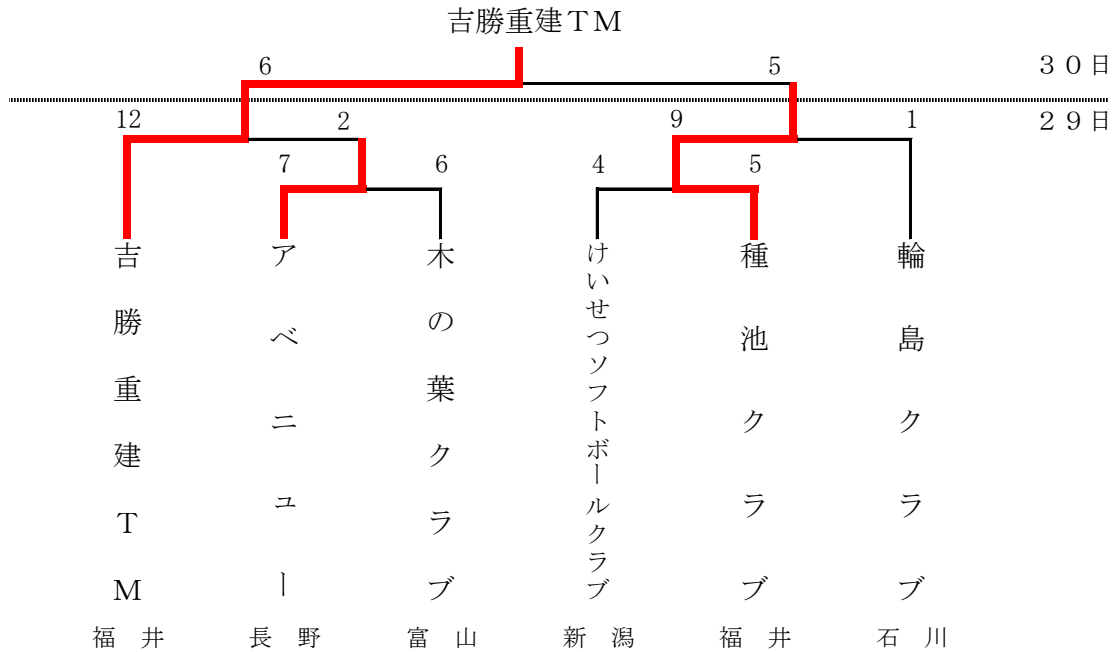 吉勝重建ＴＭ
6 5 ３０日
12 2 9 1 ２９日
7 6 4 5
吉勝重建ＴＭ
アベニュー
木の葉クラブ
けいせつソフトボールクラブ
種池クラブ
輪島クラブ
福井 長野 富山 新潟 福井 石川